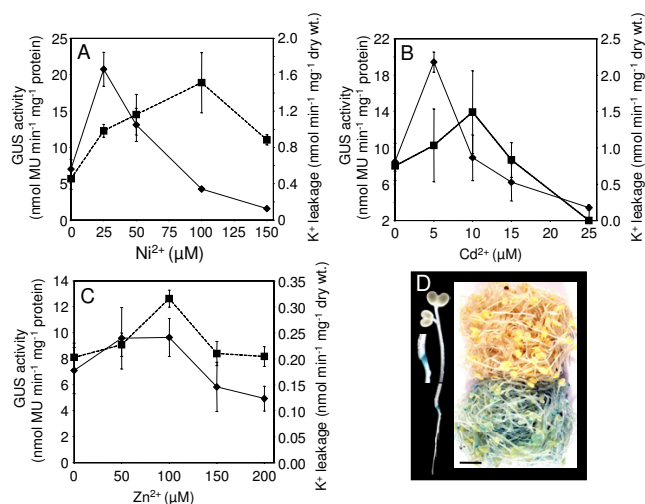 A
GUS activity
(nmol MU min-1 mg-1 protein)
25
20
15
10
5
0
2.0
1.6
1.2
0.8
0.4
0
K+ leakage (nmol min-1 mg-1 dry wt.)
0 25 50 75 100 125 150
Ni2+ (μM)
B
GUS activity
(nmol MU min-1 mg-1 protein)
22
18
14
10
6
2
2.5
2.0
1.5
1.0
0.5
0.0
K+ leakage (nmol min-1 mg-1 dry wt.)
0 5 10 15 20 25
Cd2+ (μM)
C
GUS activity
(nmol MU min-1 mg-1 protein)
14
12
10
8
6
4
2
0
0.35
0.30
0.25
0.20
0.15
0.10
0.05
0.00
K+ leakage (nmol min-1 mg-1 dry wt.)
0 50 100 150 200
Zn2+ (μM)
D